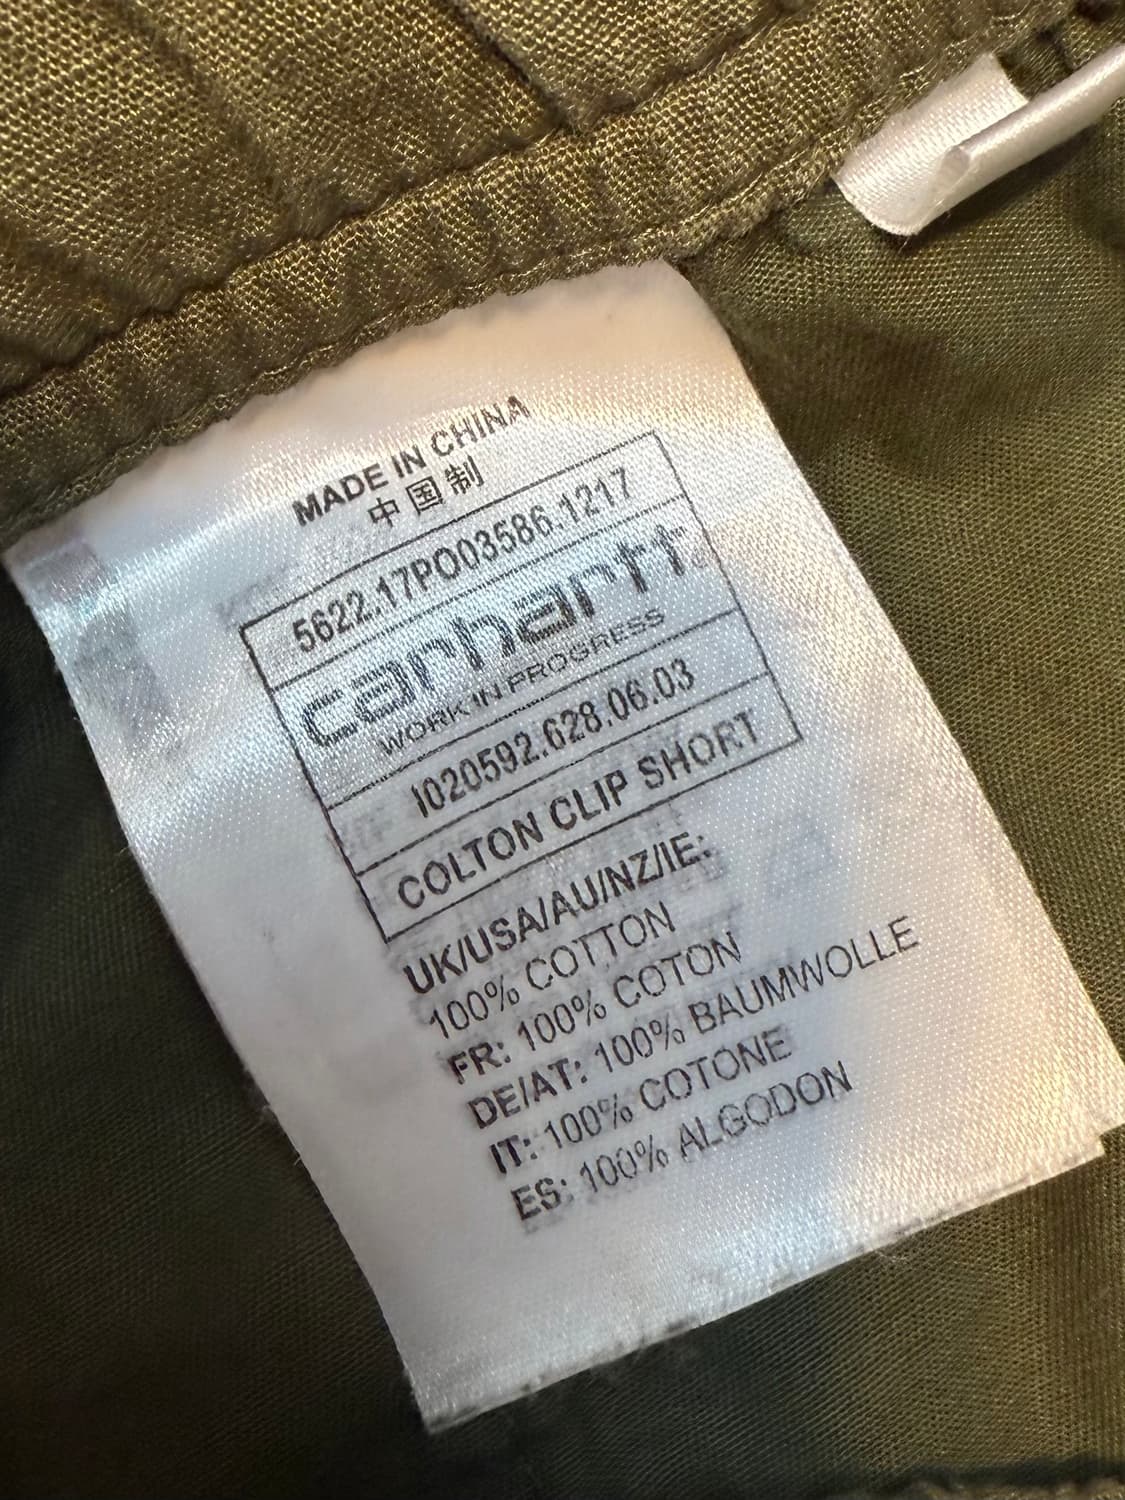 MADE IN CHINA
中国制
5622.17PO03586.1217
carhartt
WORK IN PROGRESS
I020592.628.06.03
COLTON CLIP SHORT
UK/USA/AU/NZ/IE:
100% COTTON
FR: 100% COTON
DE/AT: 100% BAUMWOLLE
IT: 100% COTONE
ES: 100% ALGODON